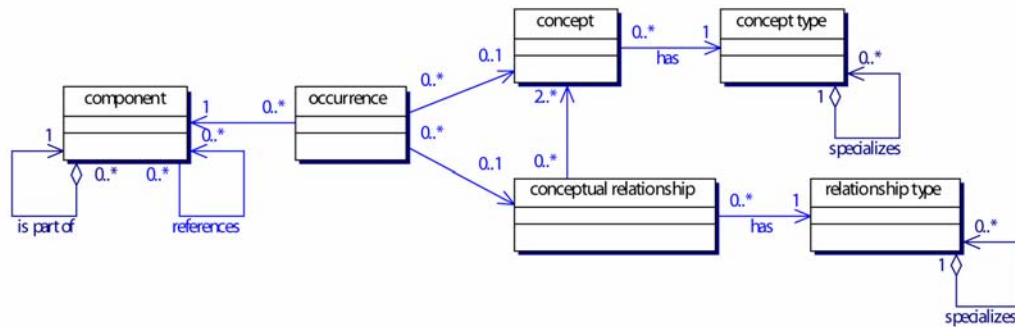 concept
concept type
0..*
1
has
0..*
0..1
0..*
2..*
1
specializes
component
occurrence
1
0..*
0..*
1
0..*
0..*
0..*
is part of
references
0..1
0..*
conceptual relationship
relationship type
0..*
1
has
0..*
1
specializes